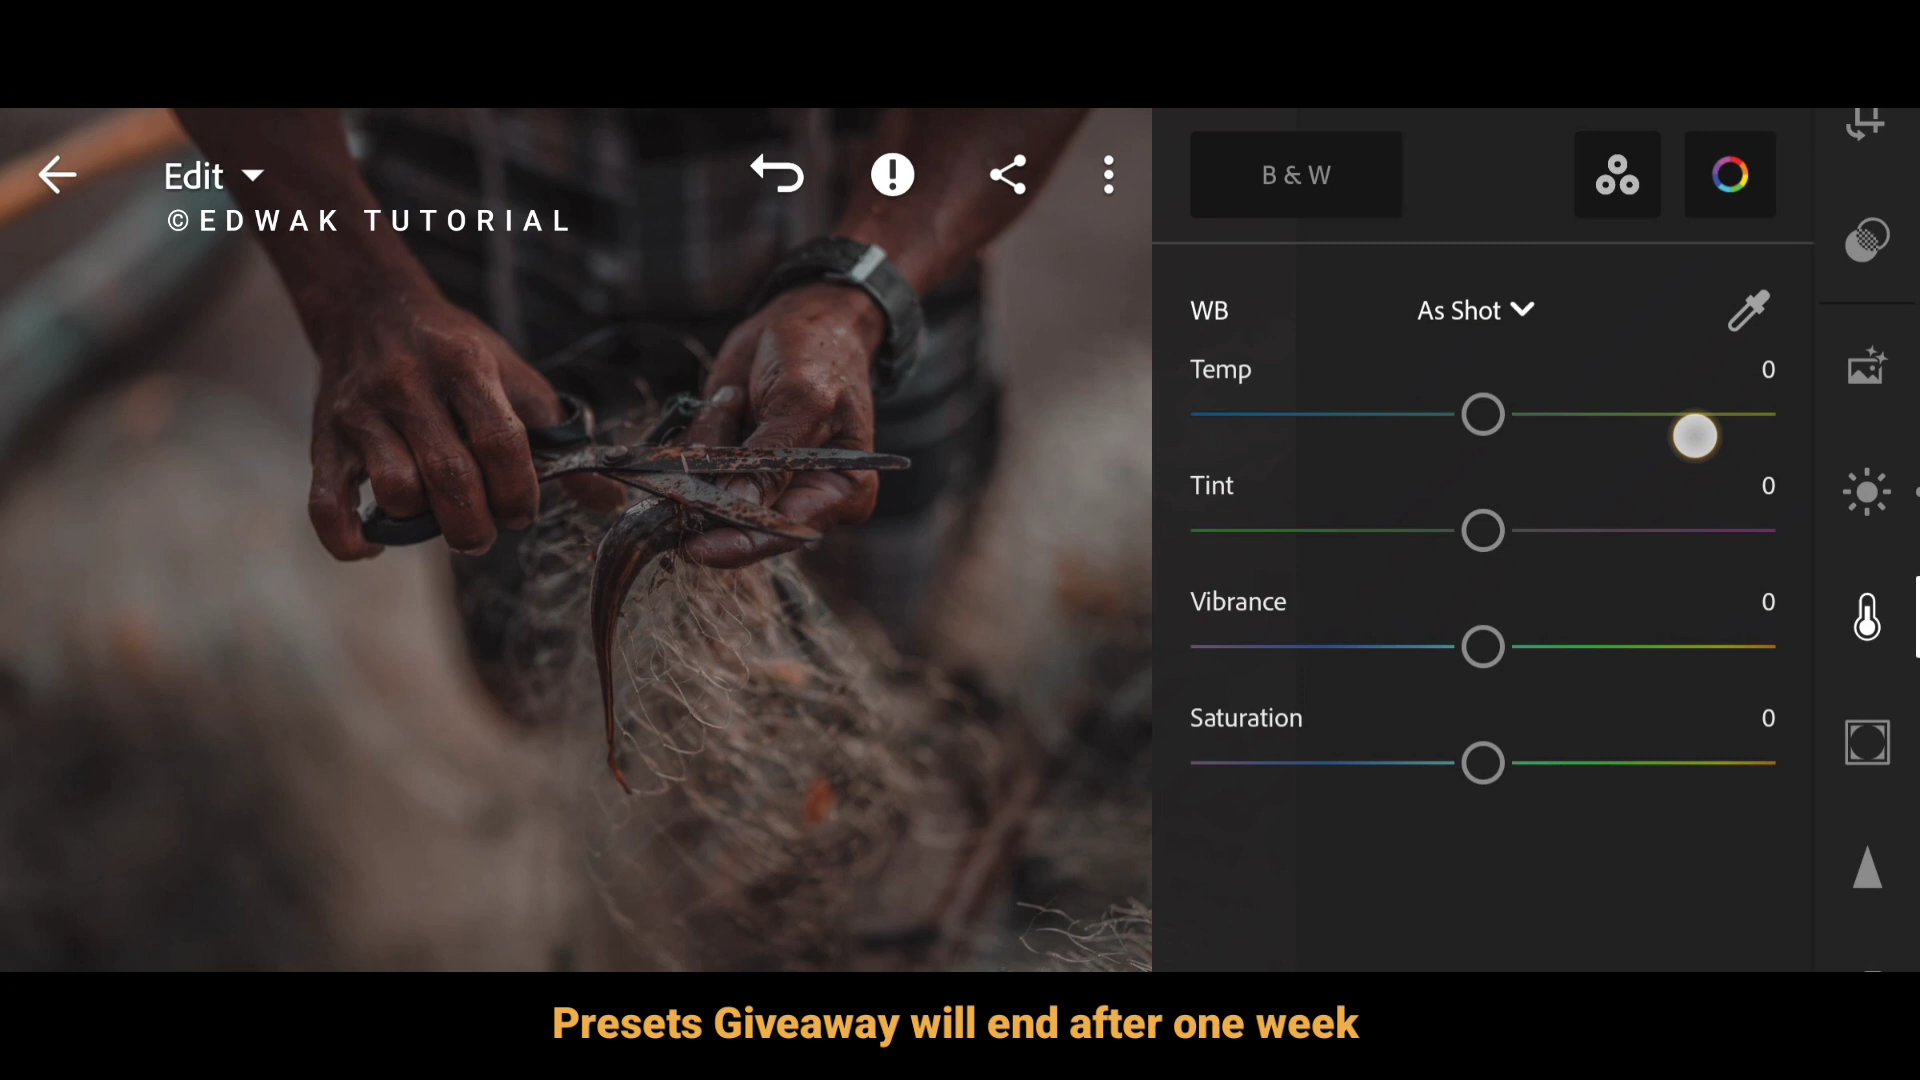 Edit
©EDWAK TUTORIAL
B & W
WB As Shot
Temp 0
Tint 0
Vibrance 0
Saturation 0
Presets Giveaway will end after one week